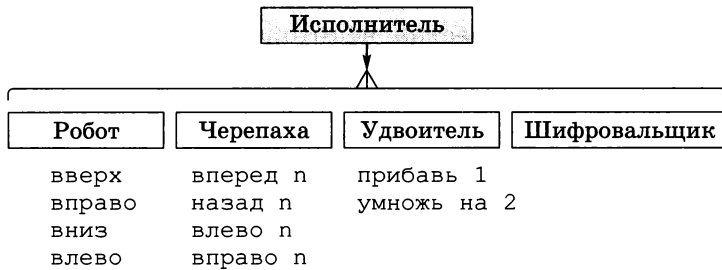 Исполнитель
Робот Черепаха Удвоитель Шифровальщик
вверх вперед n прибавь 1
вправо назад n умножь на 2
вниз влево n
влево вправо n